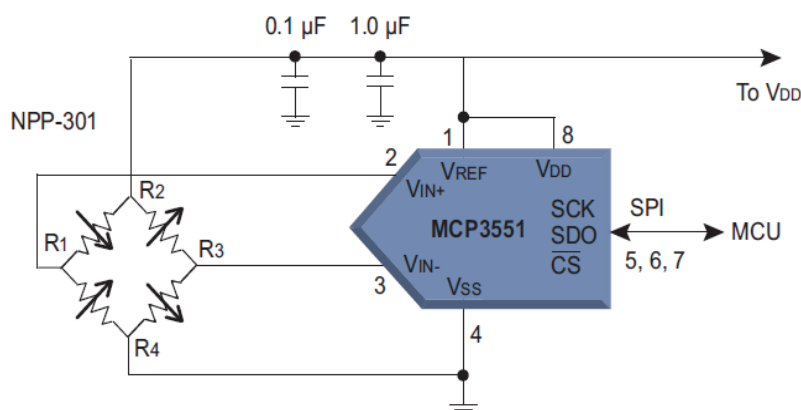 0.1 µF 1.0 µF
To VDD
NPP-301
1 8
2
VREF VDD
VIN+
R2
SCK SPI
R1 MCP3551 SDO MCU
R3
CS
VIN-
5, 6, 7
3
VSS
R4
4